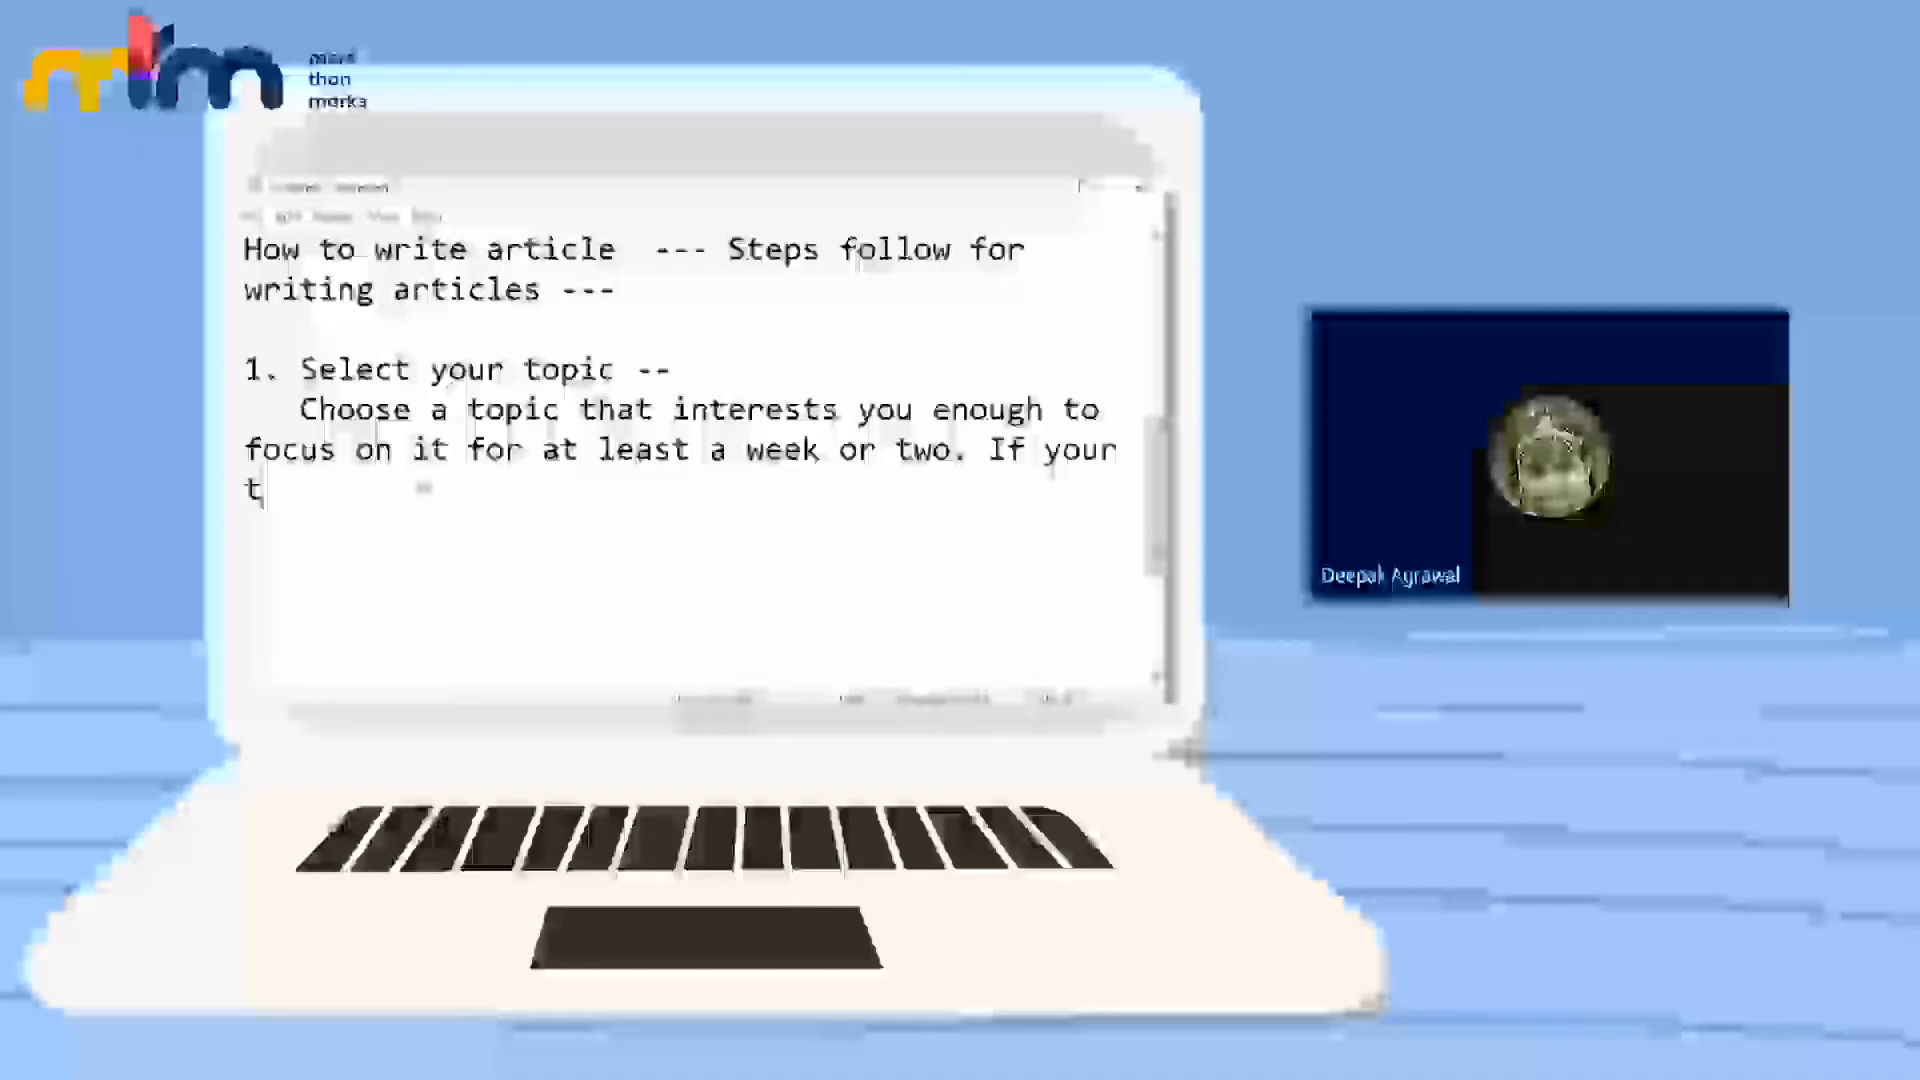 mtm
more
than
marks
How to write article --- Steps follow for
writing articles ---
1. Select your topic --
Choose a topic that interests you enough to
focus on it for at least a week or two. If your
t
Deepak Agrawal